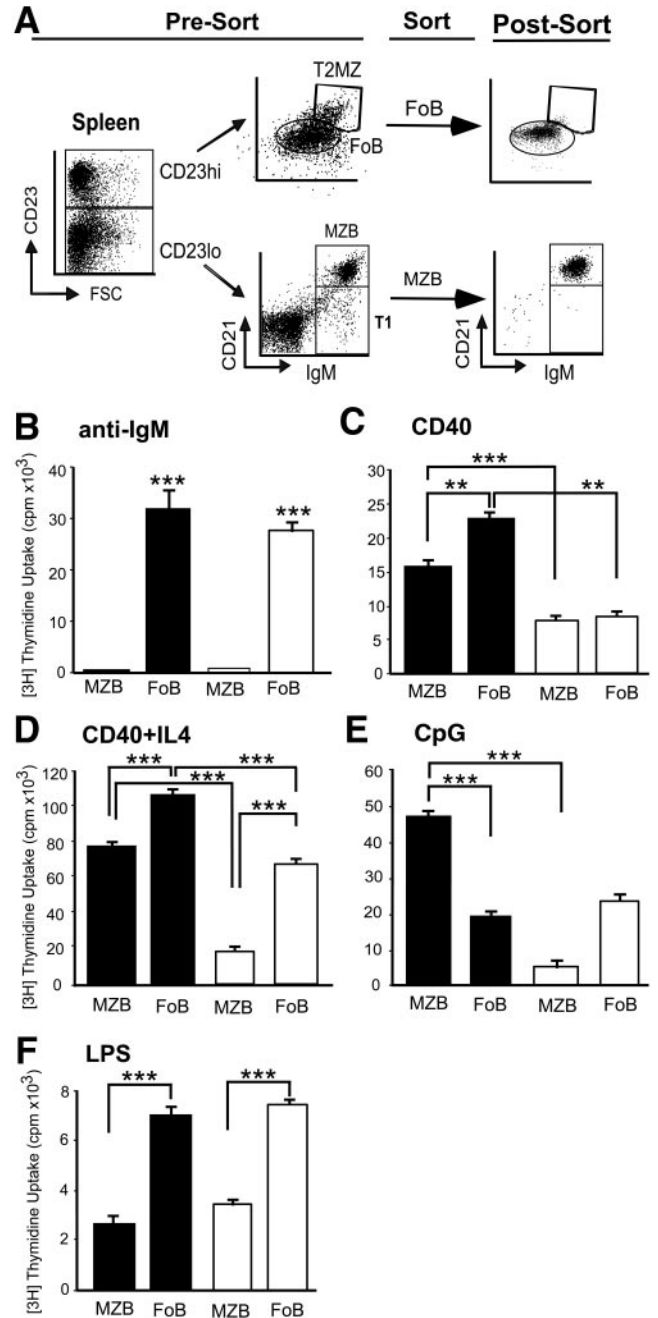 A
Pre-Sort
Sort
Post-Sort
Spleen
CD23
FSC
CD23hi
CD23lo
T2MZ
FoB
FoB
MZB
T1
CD21
IgM
MZB
CD21
IgM
B anti-IgM
[3H] Thymidine Uptake (cpm x10³)
40
30
20
10
0
***
***
MZB FoB MZB FoB
C CD40
30
25
20
15
10
5
0
***
** **
MZB FoB MZB FoB
D CD40+IL4
[3H] Thymidine Uptake (cpm x10³)
120
100
80
60
40
20
0
*** ***
***
***
MZB FoB MZB FoB
E CpG
60
50
40
30
20
10
0
***
***
MZB FoB MZB FoB
F LPS
[3H] Thymidine Uptake (cpm x10³)
8
6
4
2
0
*** ***
MZB FoB MZB FoB